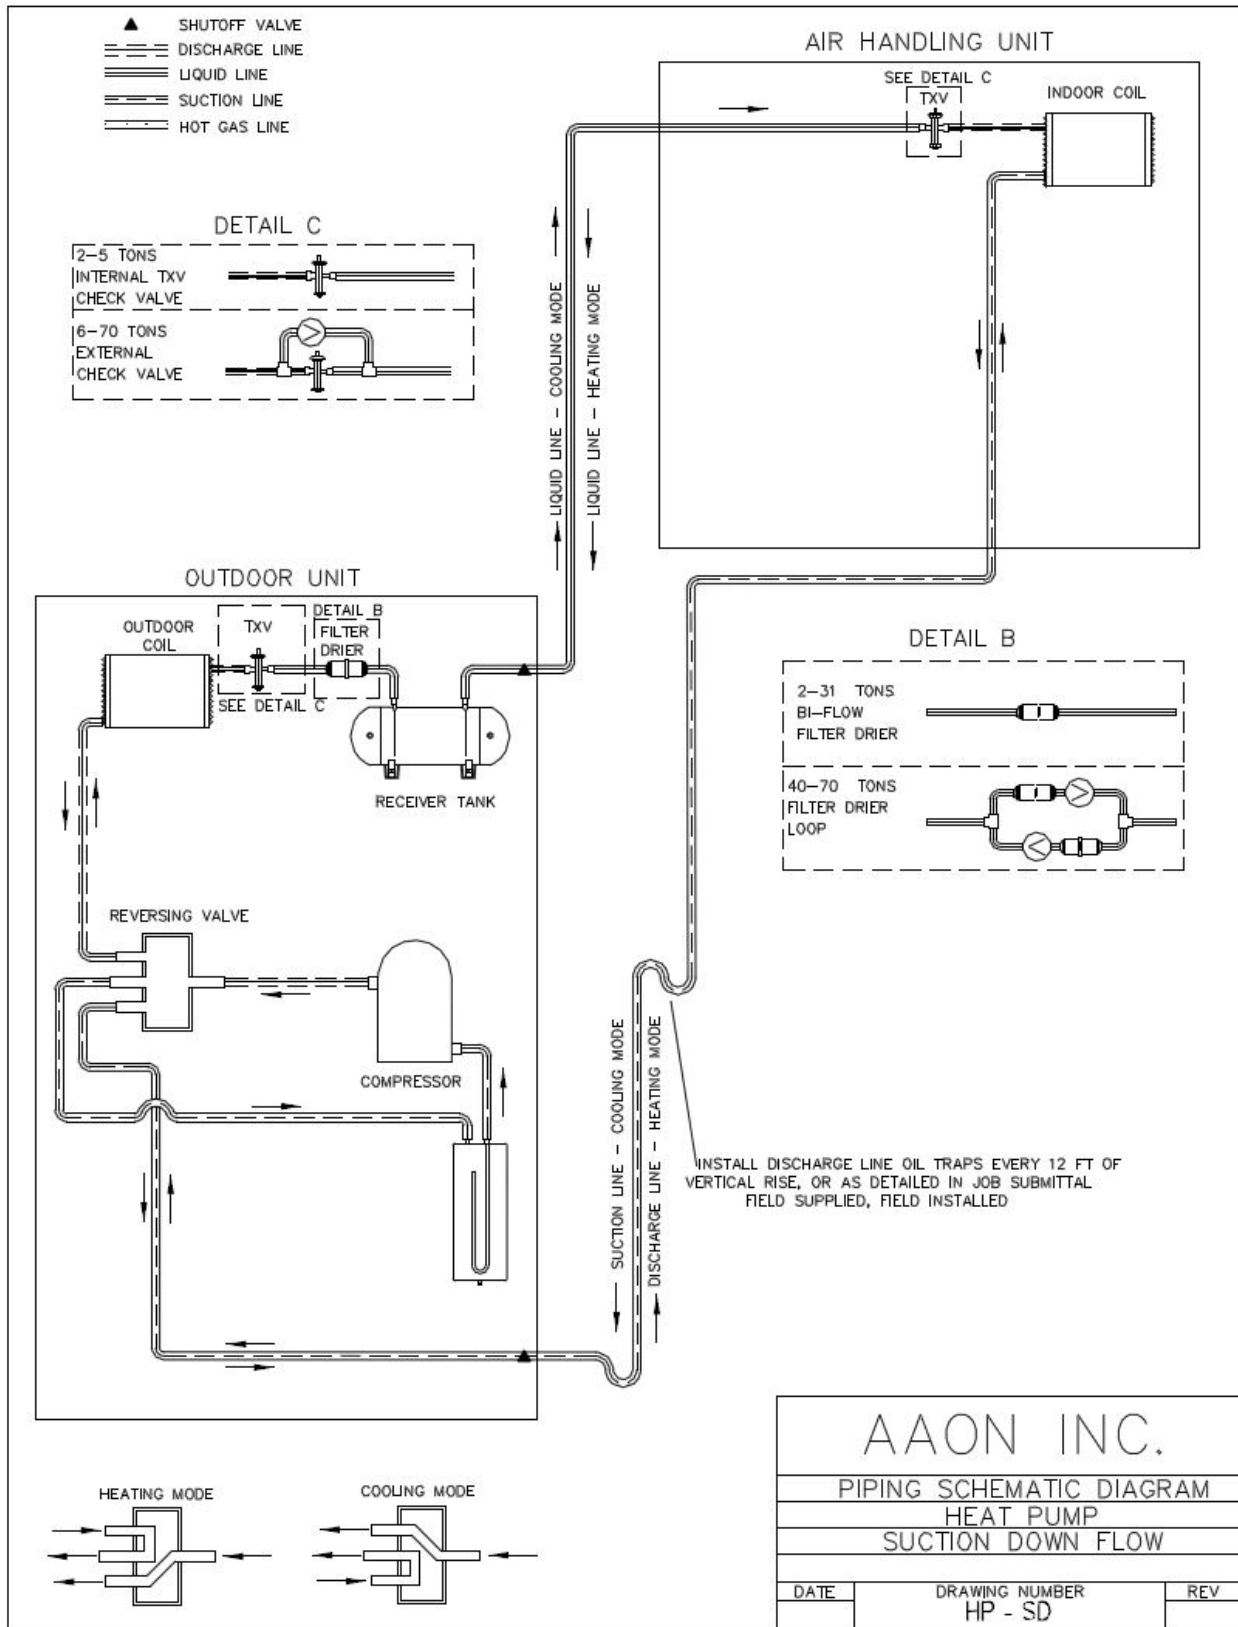 SHUTOFF VALVE
DISCHARGE LINE
LIQUID LINE
SUCTION LINE
HOT GAS LINE
AIR HANDLING UNIT
SEE DETAIL C
TXV
INDOOR COIL
DETAIL C
2-5 TONS
INTERNAL TXV
CHECK VALVE
6-70 TONS
EXTERNAL
CHECK VALVE
LIQUID LINE - COOLING MODE
LIQUID LINE - HEATING MODE
OUTDOOR UNIT
OUTDOOR
COIL
TXV
SEE DETAIL C
DETAIL B
FILTER
DRIER
RECEIVER TANK
DETAIL B
2-31 TONS
BI-FLOW
FILTER DRIER
40-70 TONS
FILTER DRIER
LOOP
REVERSING VALVE
COMPRESSOR
SUCTION LINE - COOLING MODE
DISCHARGE LINE - HEATING MODE
INSTALL DISCHARGE LINE OIL TRAPS EVERY 12 FT OF
VERTICAL RISE, OR AS DETAILED IN JOB SUBMITTAL
FIELD SUPPLIED, FIELD INSTALLED
HEATING MODE
COOLING MODE
AAON INC.
PIPING SCHEMATIC DIAGRAM
HEAT PUMP
SUCTION DOWN FLOW
DATE
DRAWING NUMBER
HP - SD
REV